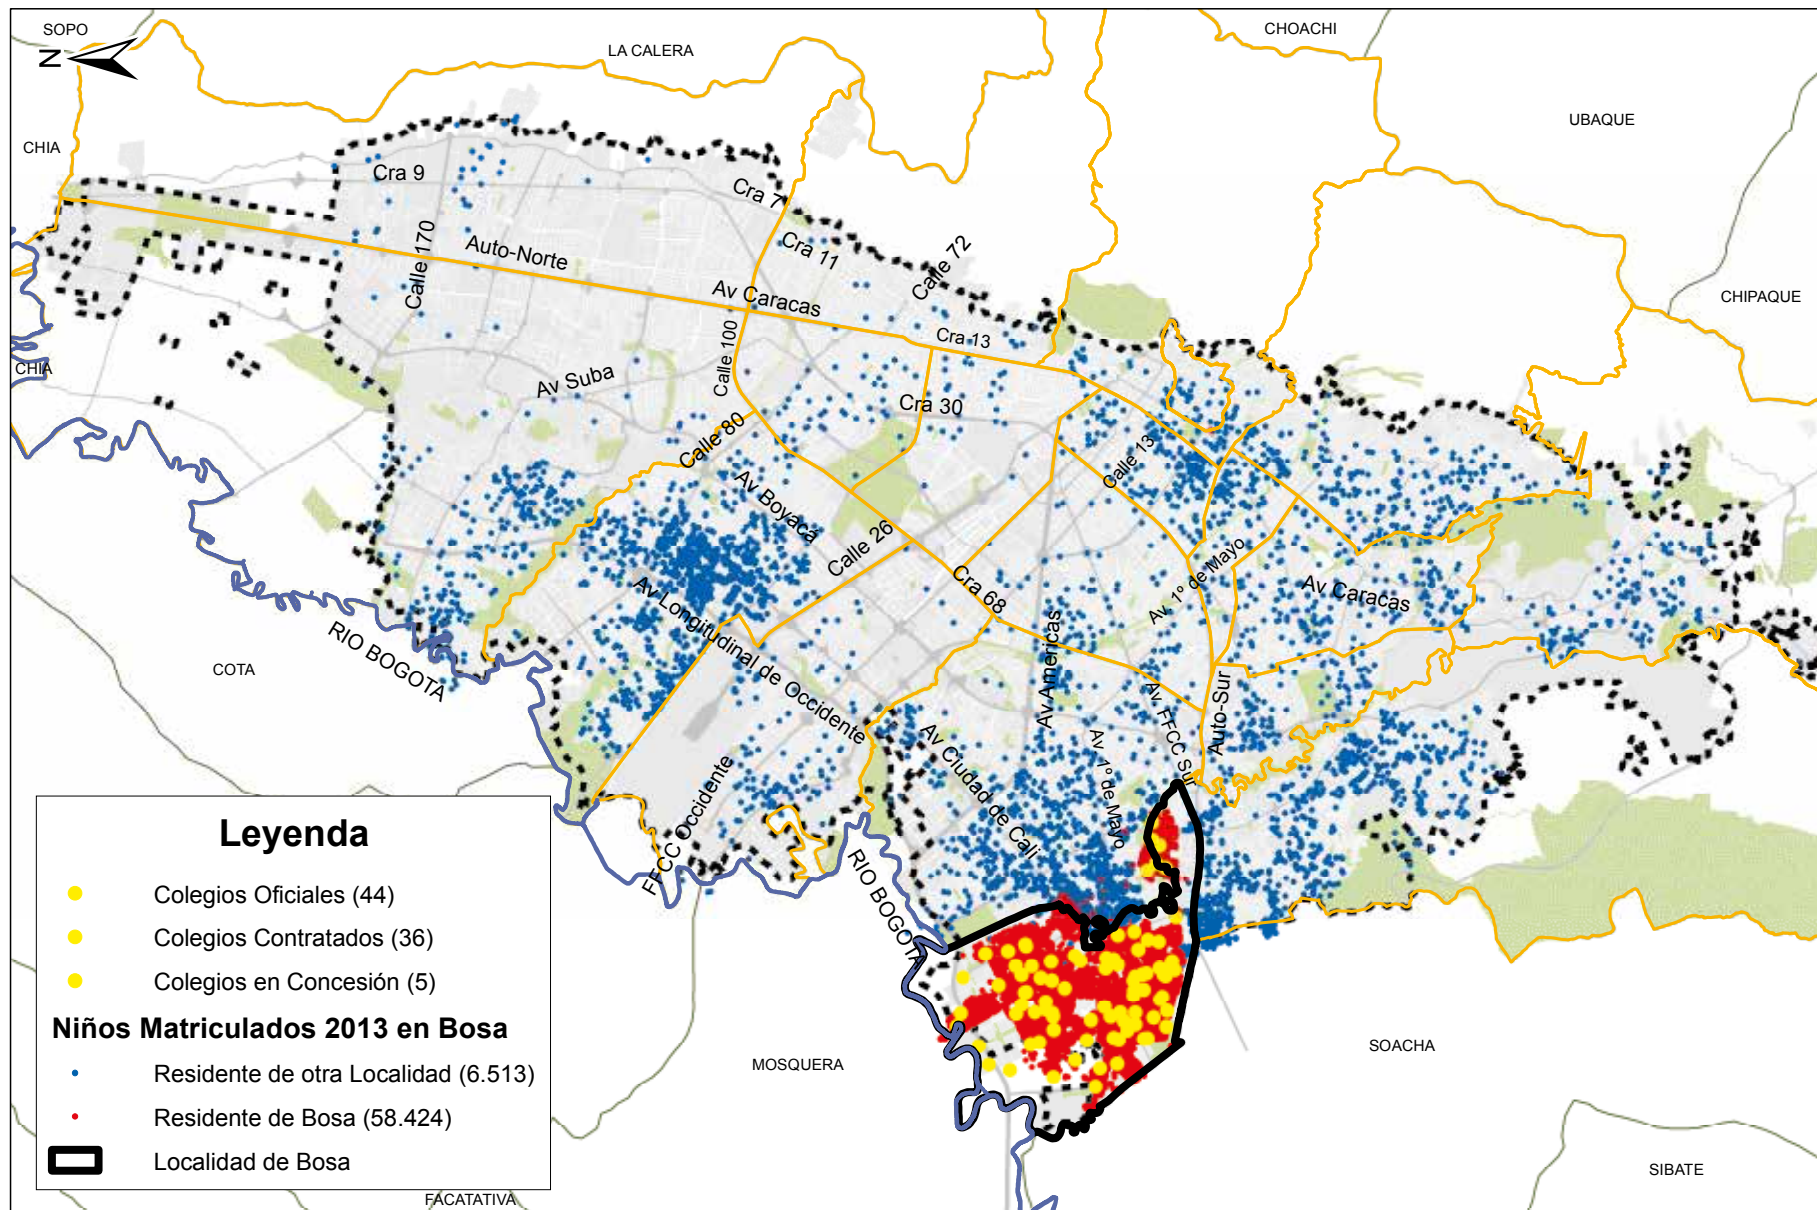 SOPO
CHOACHI
LA CALERA
N
UBAQUE
CHIA
Cra 9
Cra 7
Calle 170
Auto-Norte
Cra 11
Calle 72
CHIPAQUE
Av Caracas
Cra 13
CHIA
Av Suba
Calle 100
Cra 30
Calle 80
Calle 13
Av Boyacá
Calle 26
Av. 1º de Mayo
Cra 68
Av Caracas
Av Longitudinal de Occidente
RIO BOGOTA
COTA
Av Americas
Av. FFCC Sur
Auto-Sur
Av Ciudad de Cali
Av. 1º de Mayo
FFCC Occidente
RIO BOGOTA
MOSQUERA
SOACHA
SIBATE
FACATATIVA
Leyenda
Colegios Oficiales (44)
Colegios Contratados (36)
Colegios en Concesión (5)
Niños Matriculados 2013 en Bosa
Residente de otra Localidad (6.513)
Residente de Bosa (58.424)
Localidad de Bosa